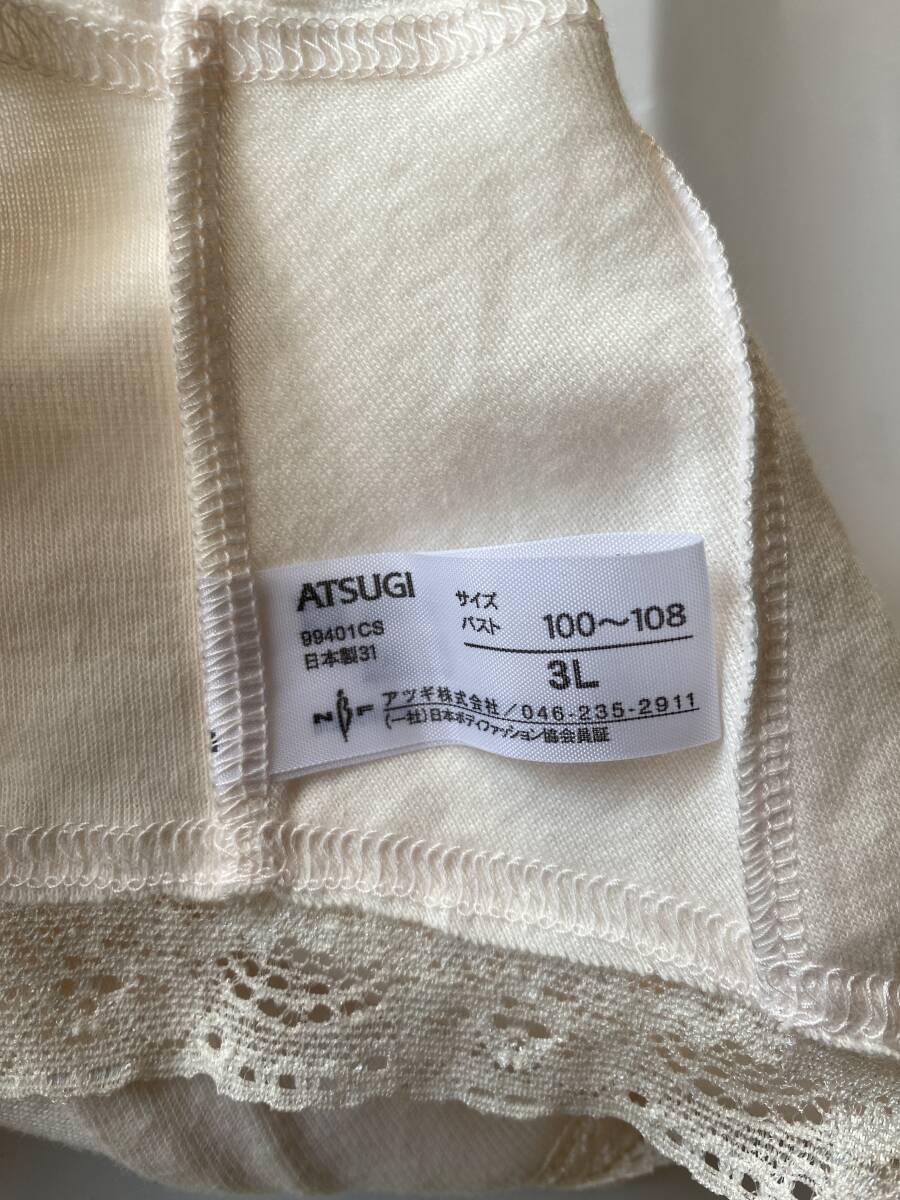 ATSUGI
99401CS
日本製31
サイズ
バスト 100〜108
3L
NBF
アツギ株式会社/046-235-2911
(一社)日本ボディファッション協会員証